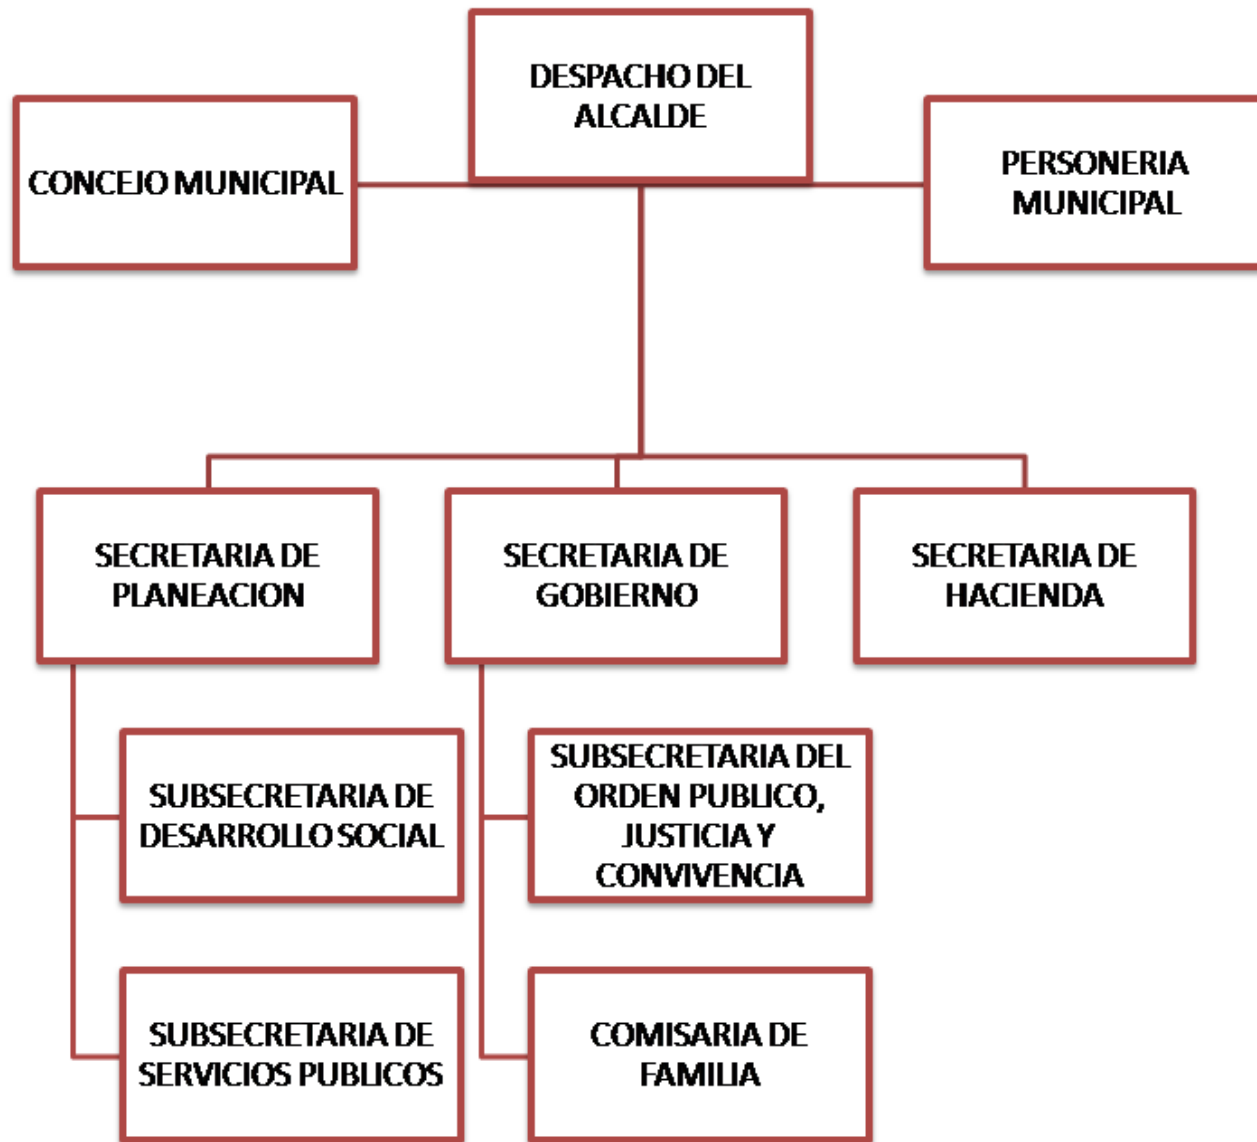 DESPACHO DEL
ALCALDE
CONCEJO MUNICIPAL
PERSONERIA
MUNICIPAL
SECRETARIA DE
PLANEACION
SECRETARIA DE
GOBIERNO
SECRETARIA DE
HACIENDA
SUBSECRETARIA DE
DESARROLLO SOCIAL
SUBSECRETARIA DEL
ORDEN PUBLICO,
JUSTICIA Y
CONVIVENCIA
SUBSECRETARIA DE
SERVICIOS PUBLICOS
COMISARIA DE
FAMILIA